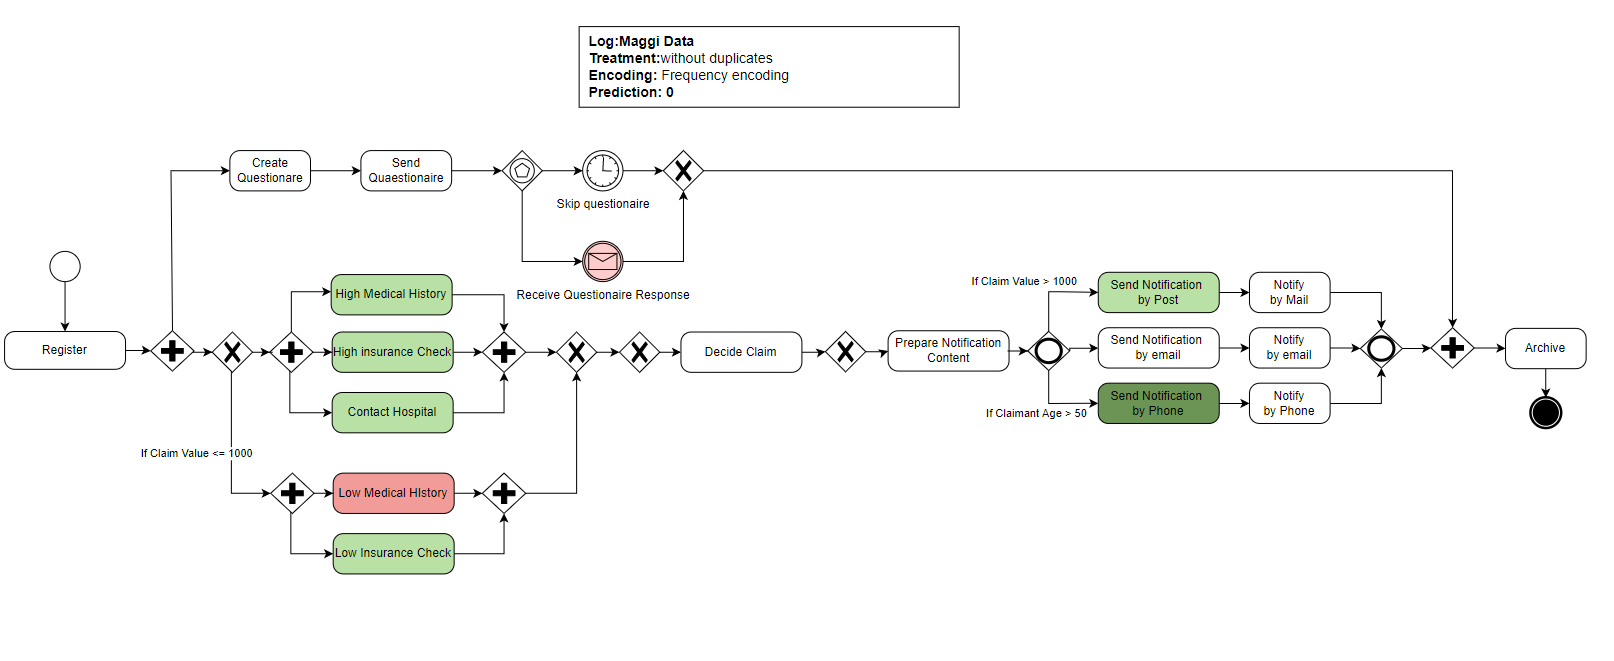 Log:Maggi Data
Treatment:without duplicates
Encoding: Frequency encoding
Prediction: 0
Create
Questionare
Send
Quaestionaire
Skip questionaire
Receive Questionaire Response
Register
High Medical History
High insurance Check
Contact Hospital
If Claim Value <= 1000
Low Medical HIstory
Low Insurance Check
Decide Claim
Prepare Notification
Content
If Claim Value > 1000
Send Notification
by Post
Notify
by Mail
Send Notification
by email
Notify
by email
If Claimant Age > 50
Send Notification
by Phone
Notify
by Phone
Archive